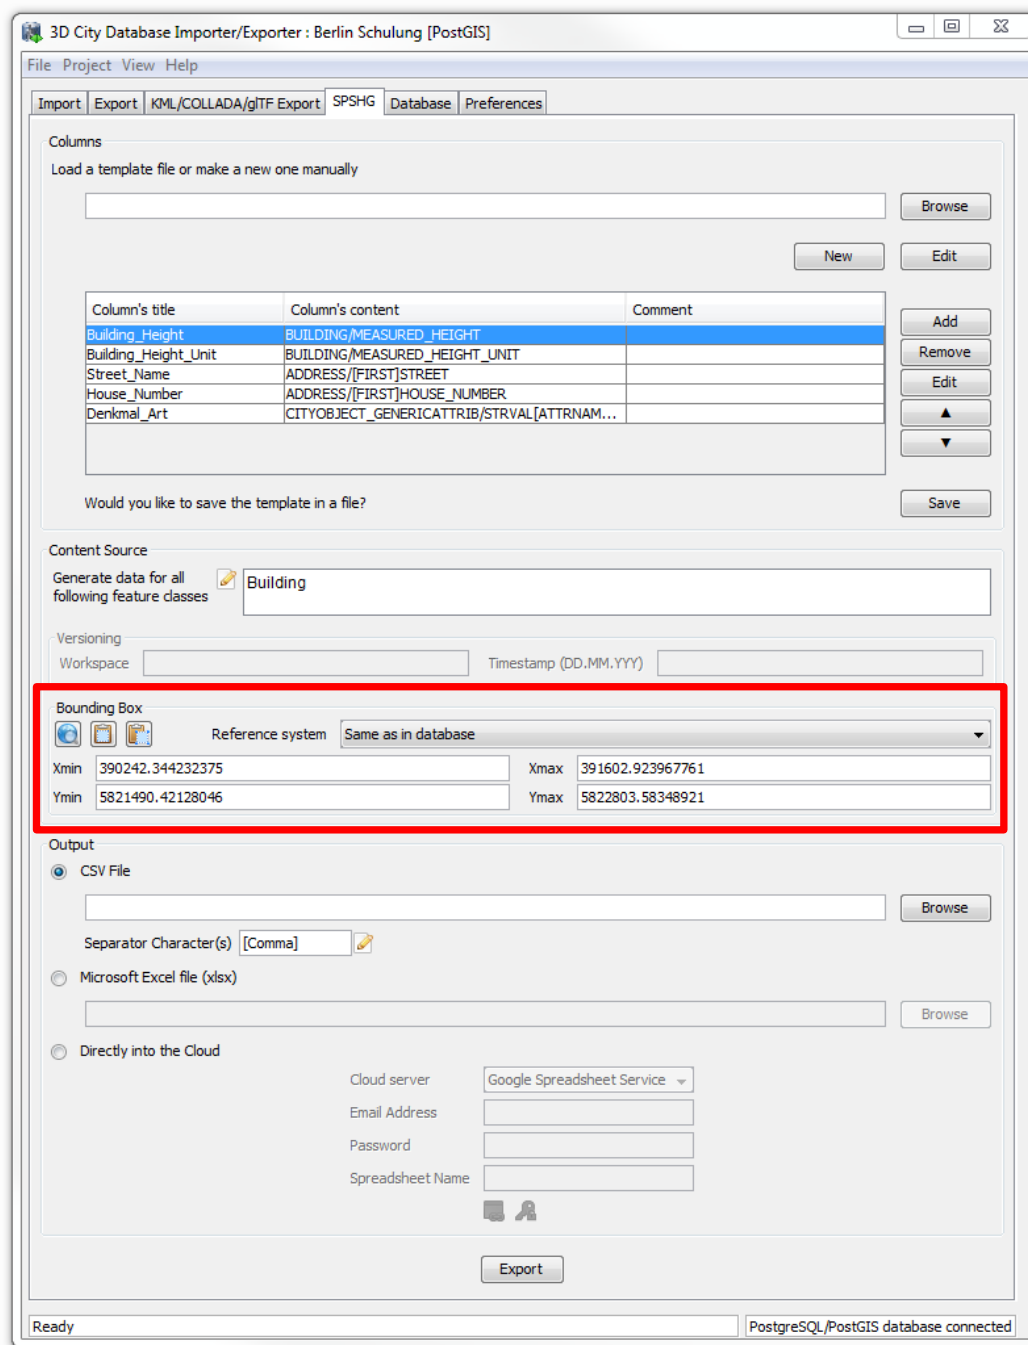 3D City Database Importer/Exporter : Berlin Schulung [PostGIS]
File Project View Help
Import Export KML/COLLADA/glTF Export SPSHG Database Preferences
Columns
Load a template file or make a new one manually
Browse
New Edit
Column's title Column's content Comment
Building_Height BUILDING/MEASURED_HEIGHT
Building_Height_Unit BUILDING/MEASURED_HEIGHT_UNIT
Street_Name ADDRESS/[FIRST]STREET
House_Number ADDRESS/[FIRST]HOUSE_NUMBER
Denkmal_Art CITYOBJECT_GENERICATTRIB/STRVAL[ATTRNAM...
Add
Remove
Edit
▲
▼
Would you like to save the template in a file? Save
Content Source
Generate data for all
following feature classes
Building
Versioning
Workspace Timestamp (DD.MM.YYY)
Bounding Box
Reference system Same as in database
Xmin 390242.344232375 Xmax 391602.923967761
Ymin 5821490.42128046 Ymax 5822803.58348921
Output
CSV File
Browse
Separator Character(s) [Comma]
Microsoft Excel file (xlsx)
Browse
Directly into the Cloud
Cloud server Google Spreadsheet Service
Email Address
Password
Spreadsheet Name
Export
Ready PostgreSQL/PostGIS database connected